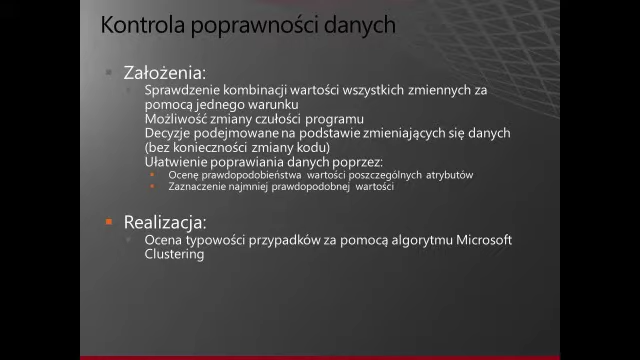 Kontrola poprawności danych
Założenia:
Sprawdzenie kombinacji wartości wszystkich zmiennych za
pomocą jednego warunku
Możliwość zmiany czułości programu
Decyzje podejmowane na podstawie zmieniających się danych
(bez konieczności zmiany kodu)
Ułatwienie poprawiania danych poprzez:
Ocenę prawdopodobieństwa wartości poszczególnych atrybutów
Zaznaczenie najmniej prawdopodobnej wartości
Realizacja:
Ocena typowości przypadków za pomocą algorytmu Microsoft
Clustering